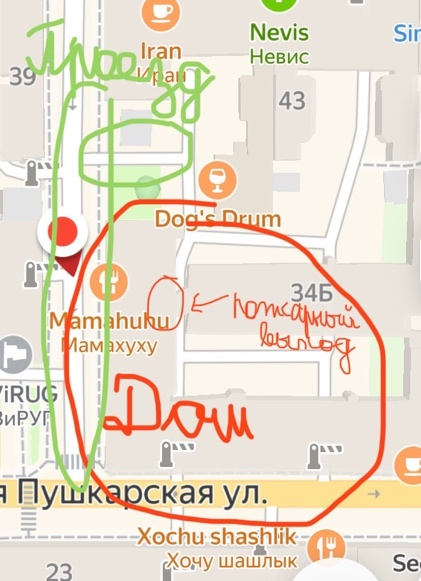 Nevis
Невис
Iran
Иран
Проезд
39
43
Dog's Drum
34Б
Mamahuhu
Мамахуху
пожарный
выход
ViRUG
ВиРУГ
Дом
я Пушкарская ул.
Xochu shashlik
Хочу шашлык
23